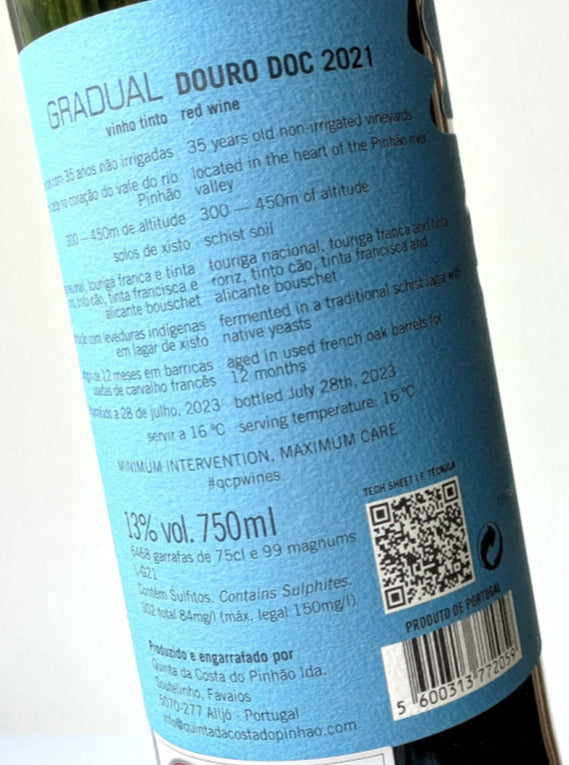 GRADUAL DOURO DOC 2021
vinho tinto red wine
com 35 anos não irrigadas 35 years old non-irrigated vineyards
no coração do vale do rio located in the heart of the Pinhão river
Pinhão valley
300 — 450m de altitude 300 — 450m of altitude
solos de xisto schist soil
touriga franca e tinta touriga nacional, touriga franca and tinta
tinto cão, tinta francisca e roriz, tinto cão, tinta francisca and
alicante bouschet alicante bouschet
com leveduras indígenas fermented in a traditional schist lagar with
em lagar de xisto native yeasts
de 12 meses em barricas aged in used french oak barrels for
usadas de carvalho francês 12 months
a 28 de julho, 2023 bottled July 28th, 2023
servir a 16 ºC serving temperature: 16 ºC
MINIMUM INTERVENTION, MAXIMUM CARE
#qcpwines
TECH SHEET | F. TÉCNICA
13% vol. 750ml
6468 garrafas de 75cl e 99 magnums
L-G21
Contém Sulfitos. Contains Sulphites.
SO2 total 84mg/l (máx. legal 150mg/l)
PRODUTO DE PORTUGAL
Produzido e engarrafado por
Quinta da Costa do Pinhão lda.
Soutelinho, Favaios
5070-277 Alijó - Portugal
info@quintadacostadopinhao.com
5 600313 772059